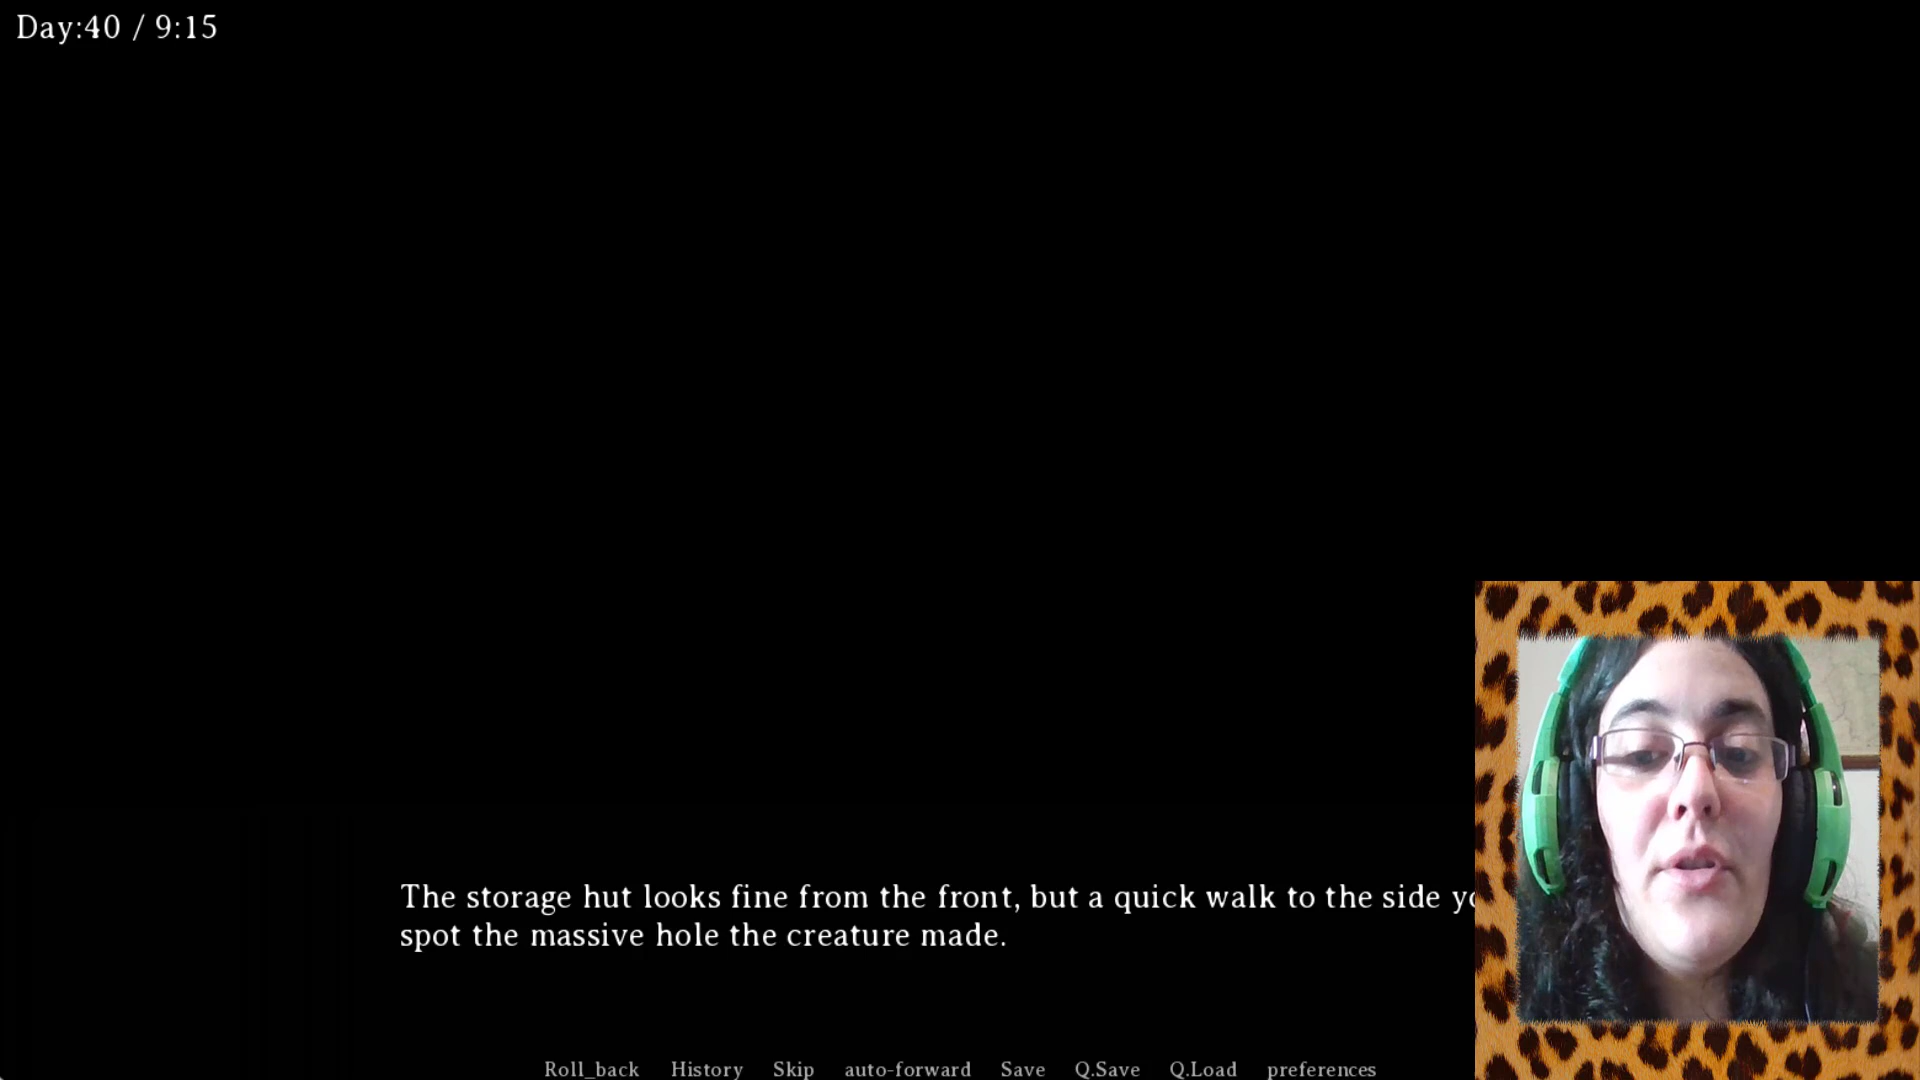 Day:40 / 9:15
The storage hut looks fine from the front, but a quick walk to the side
spot the massive hole the creature made.
Roll_back History Skip auto-forward Save Q.Save Q.Load preferences